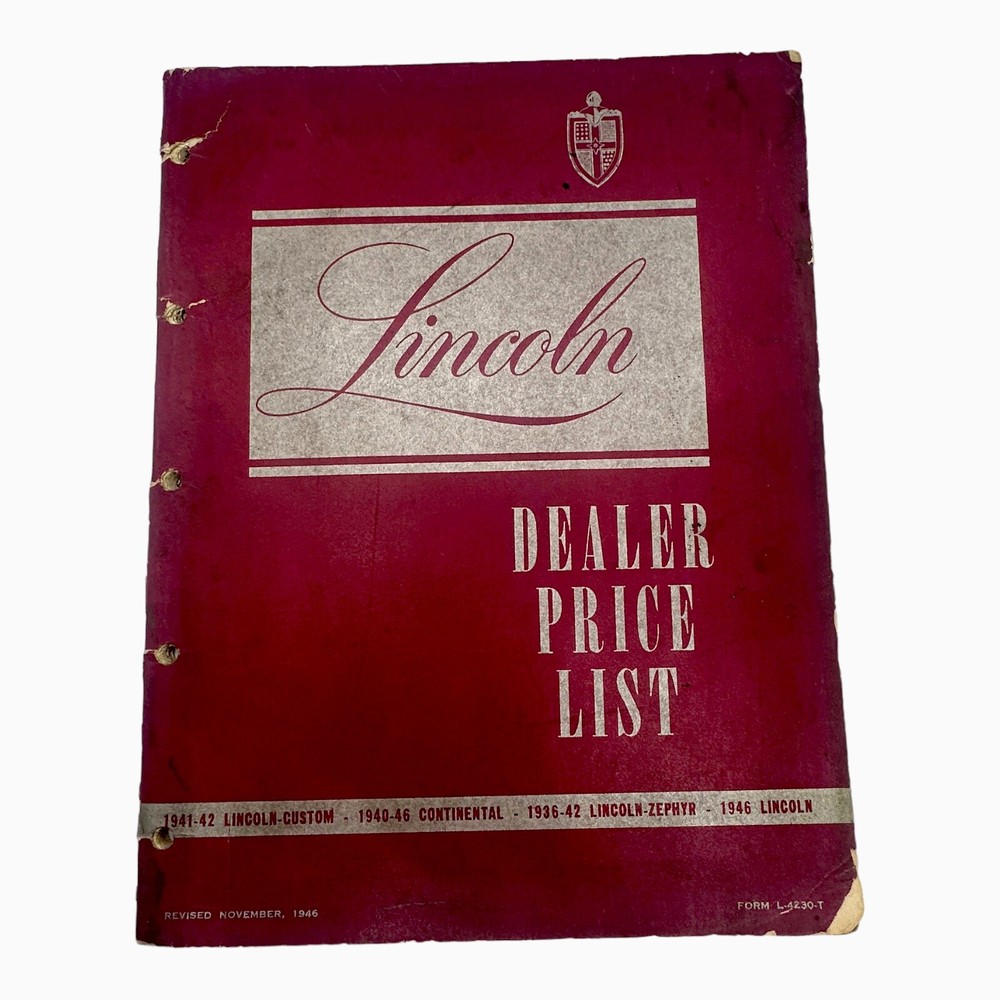 Lincoln
DEALER
PRICE
LIST
1941-42 LINCOLN-CUSTOM - 1940-46 CONTINENTAL - 1936-42 LINCOLN-ZEPHYR - 1946 LINCOLN
REVISED NOVEMBER, 1946
FORM L-4230-T